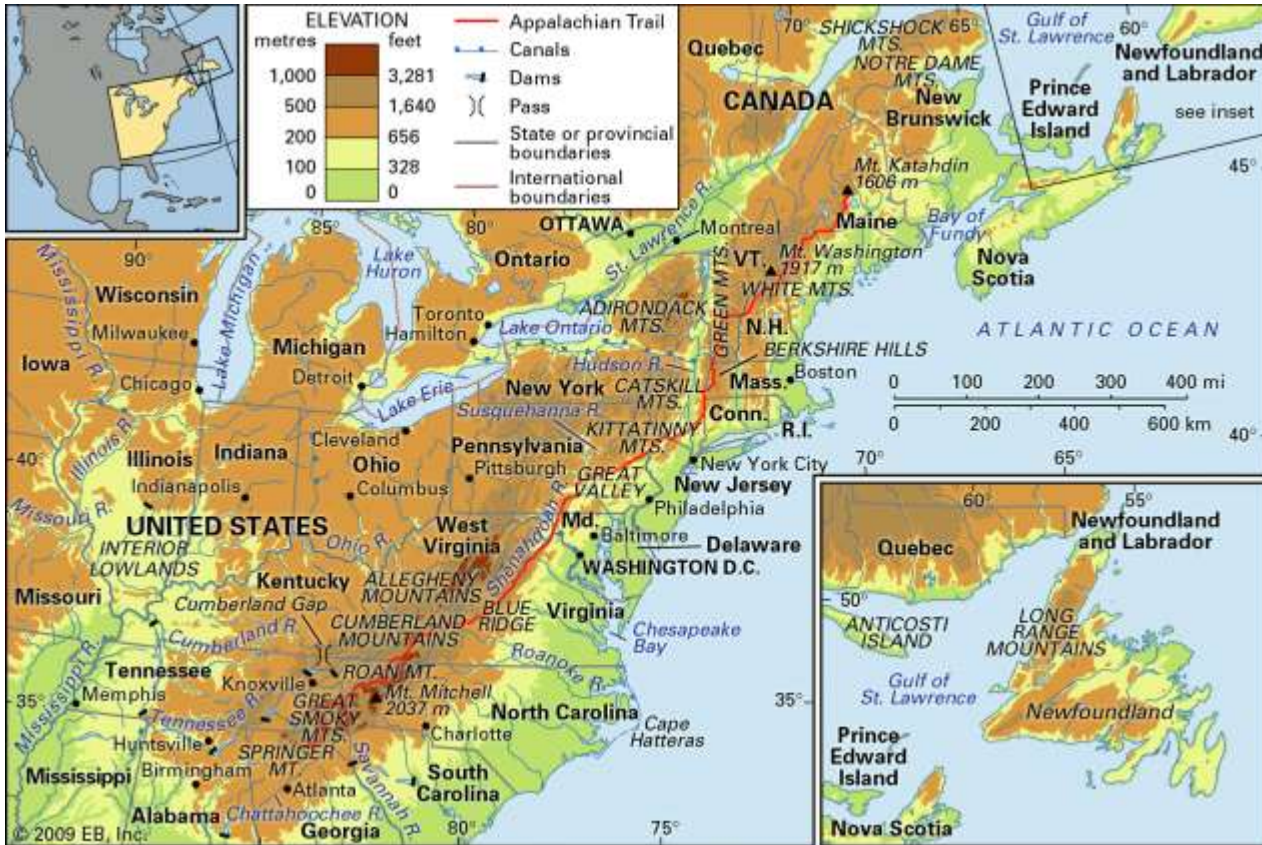 ELEVATION
metres
feet
1,000
3,281
500
1,640
200
656
100
328
0
0
Appalachian Trail
Canals
Dams
Pass
State or provincial
boundaries
International
boundaries
70°
65°
60°
SHICKSHOCK
MTS.
NOTRE DAME
MTS.
Gulf of
St. Lawrence
Newfoundland
and Labrador
see inset
Quebec
CANADA
New
Brunswick
Prince
Edward
Island
45°
Mt. Katahdin
1606 m
Maine
Bay of
Fundy
Nova
Scotia
90
85°
80
OTTAWA
Montreal
St. Lawrence R.
Ontario
Lake
Huron
VT.
Mt. Washington
1917 m
WHITE MTS.
GREEN MTS.
ADIRONDACK
MTS.
N.H.
Mississippi R.
Wisconsin
Milwaukee
Lake Michigan
Michigan
Toronto
Hamilton
Lake Ontario
ATLANTIC OCEAN
Iowa
Chicago
Detroit
Lake Erie
New York
Hudson R.
BERKSHIRE HILLS
CATSKILL
MTS.
Mass.
Boston
Conn.
R.I.
0 100 200 300 400 mi
0 200 400 600 km
40°
Susquehanna R.
KITTATINNY
MTS.
Cleveland
Pennsylvania
Pittsburgh
40°
Illinois R.
Illinois
Indiana
Ohio
Indianapolis
Columbus
GREAT
VALLEY
New York City
New Jersey
Philadelphia
70°
65°
Missouri R.
UNITED STATES
West
Virginia
Md.
Baltimore
Delaware
WASHINGTON D.C.
Shenandoah R.
Ohio R.
INTERIOR
LOWLANDS
Kentucky
ALLEGHENY
MOUNTAINS
Missouri
Cumberland Gap
CUMBERLAND
MOUNTAINS
BLUE
RIDGE
Virginia
Chesapeake
Bay
Cumberland R.
Roanoke R.
Tennessee
ROAN MT.
Knoxville
Mt. Mitchell
2037 m
35°
35°
Mississippi R.
Memphis
Tennessee R.
GREAT
SMOKY
MTS.
North Carolina
Cape
Hatteras
Charlotte
Huntsville
SPRINGER
MT.
Mississippi
Birmingham
Atlanta
Savannah R.
South
Carolina
Alabama
Chattahoochee R.
Georgia
80°
75°
© 2009 EB, Inc.
60°
55°
Quebec
Newfoundland
and Labrador
50°
ANTICOSTI
ISLAND
LONG
RANGE
MOUNTAINS
Gulf of
St. Lawrence
Newfoundland
Prince
Edward
Island
Nova Scotia